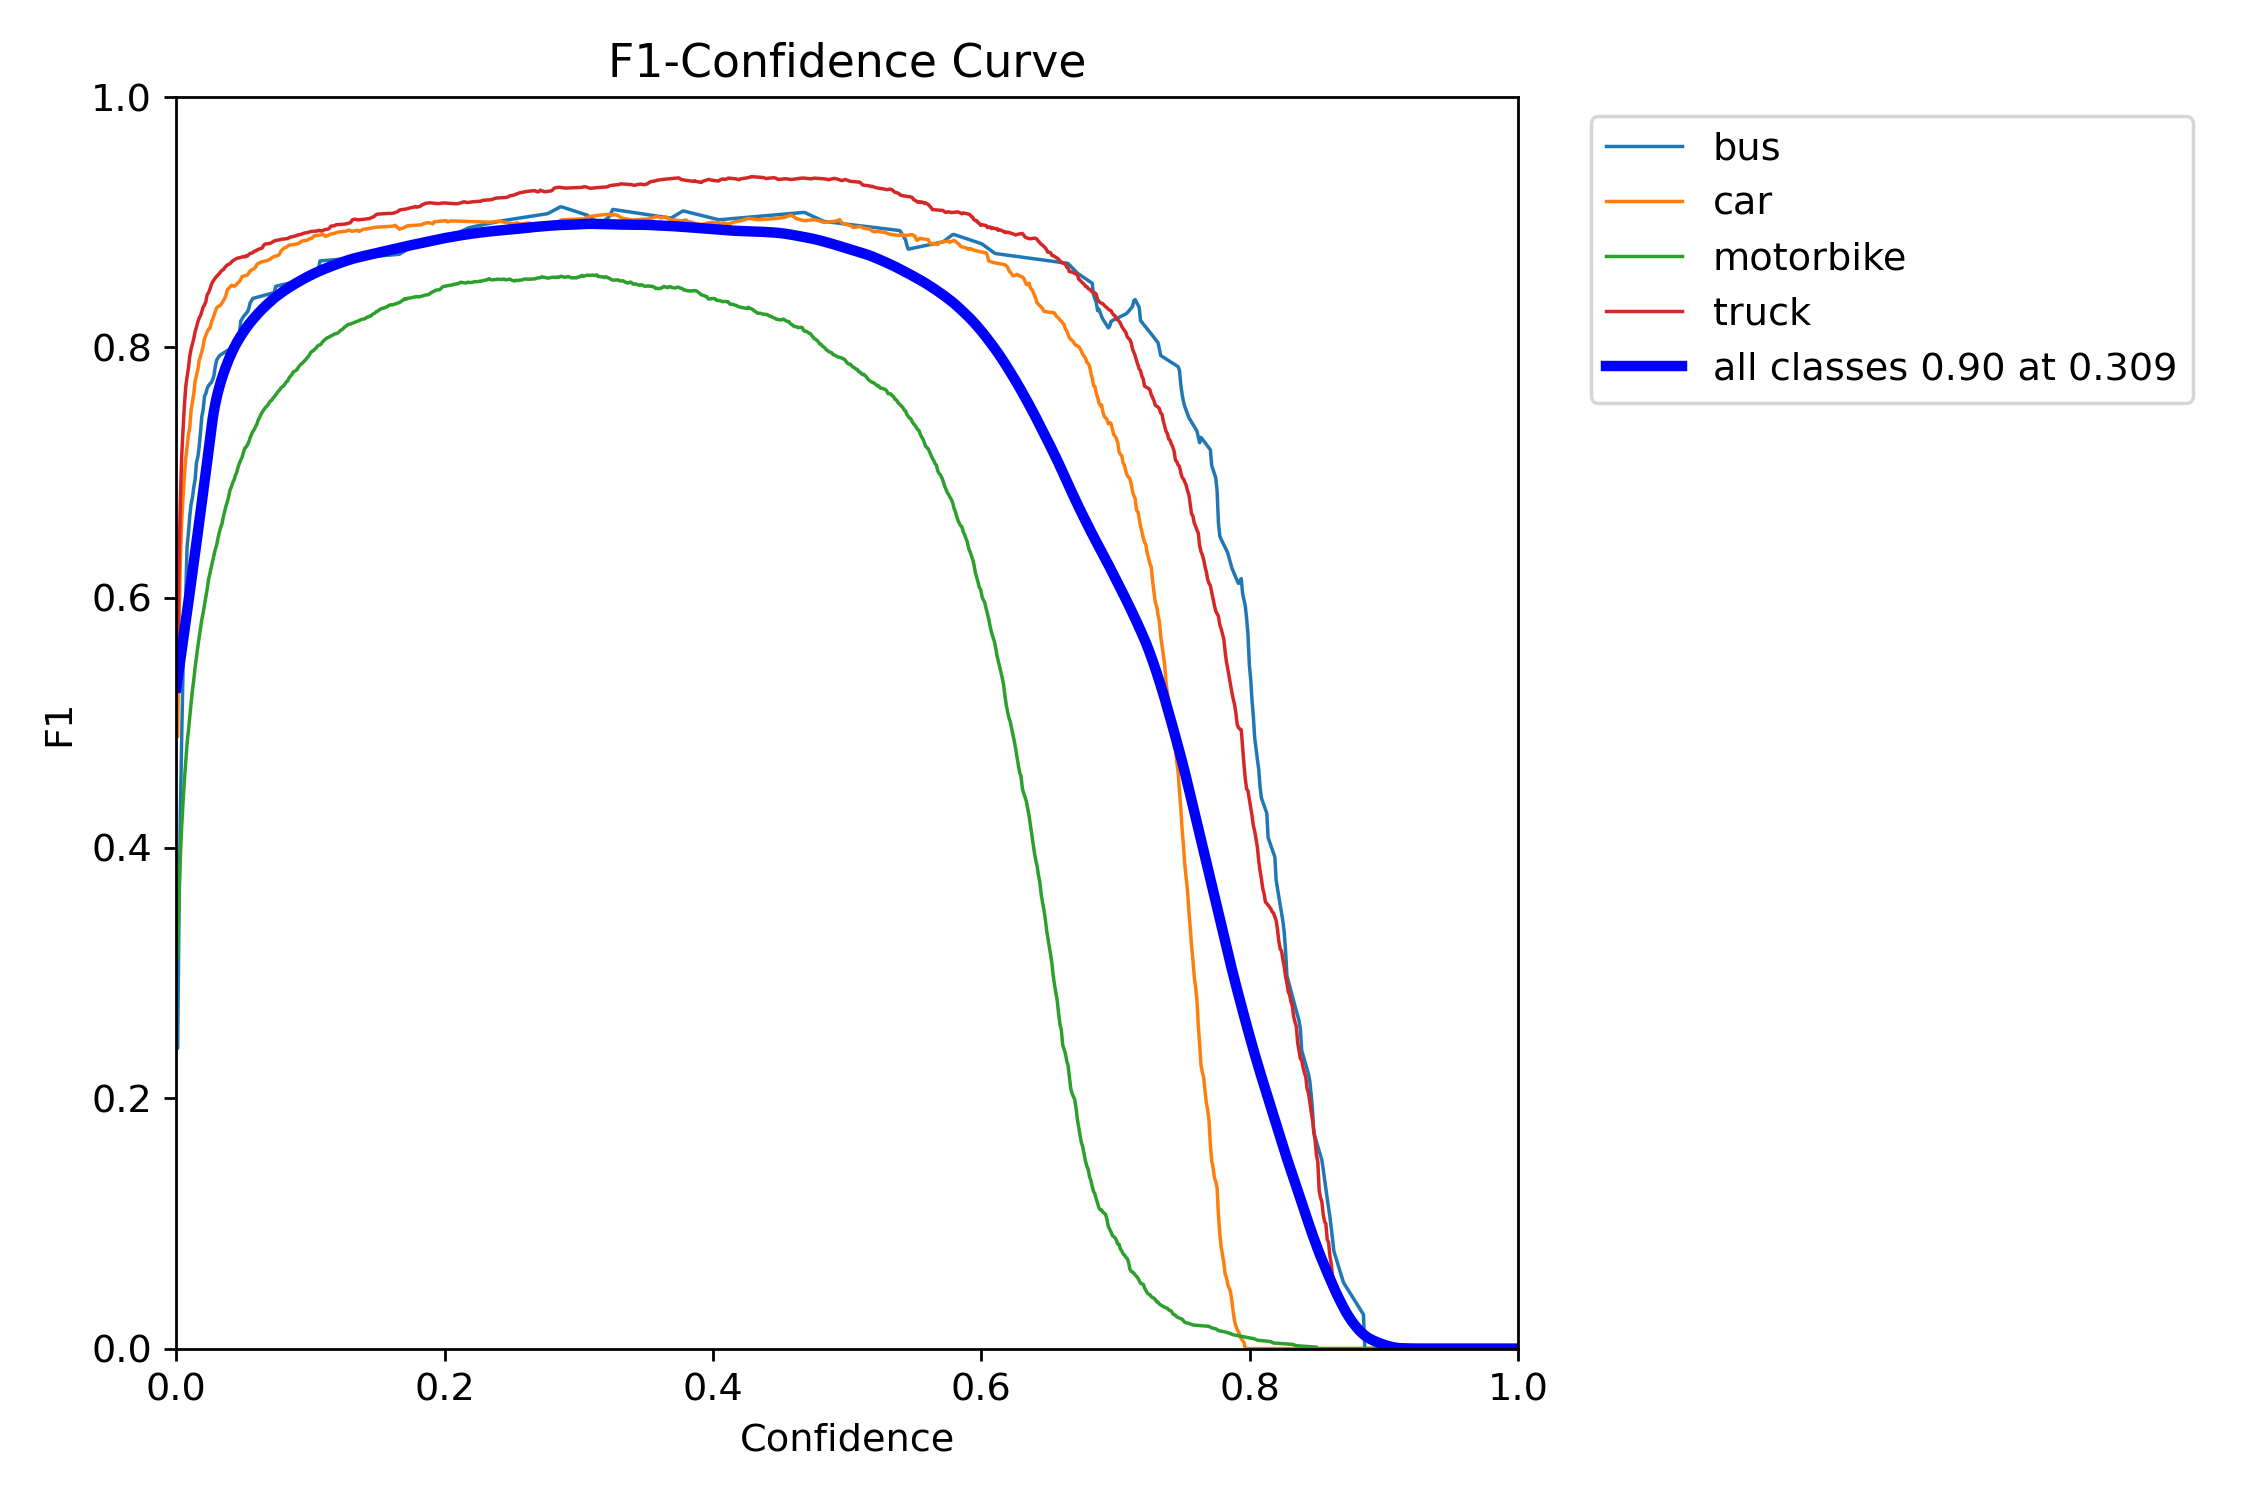 F1-Confidence Curve
1.0
0.8
0.6
0.4
0.2
0.0
F1
0.0 0.2 0.4 0.6 0.8 1.0
Confidence
bus
car
motorbike
truck
all classes 0.90 at 0.309